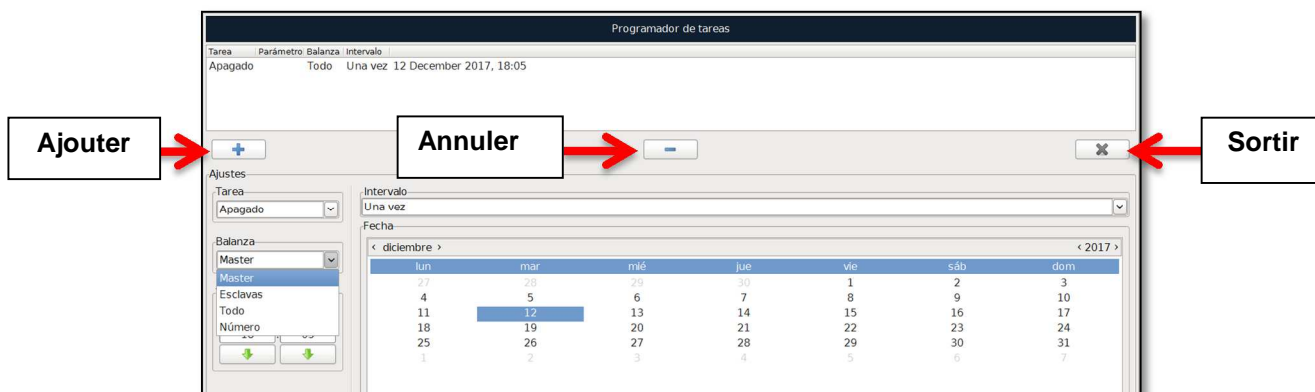 Programador de tareas
Tarea Parámetro Balanza Intervalo
Apagado Todo Una vez 12 December 2017, 18:05
Ajouter
Annuler
Sortir
Ajustes
Tarea
Apagado
Intervalo
Una vez
Fecha
Balanza
Master
Master
Esclavas
Todo
Número
‹ diciembre › ‹ 2017 ›
lun mar mié jue vie sáb dom
27 28 29 30 1 2 3
4 5 6 7 8 9 10
11 12 13 14 15 16 17
18 19 20 21 22 23 24
25 26 27 28 29 30 31
1 2 3 4 5 6 7